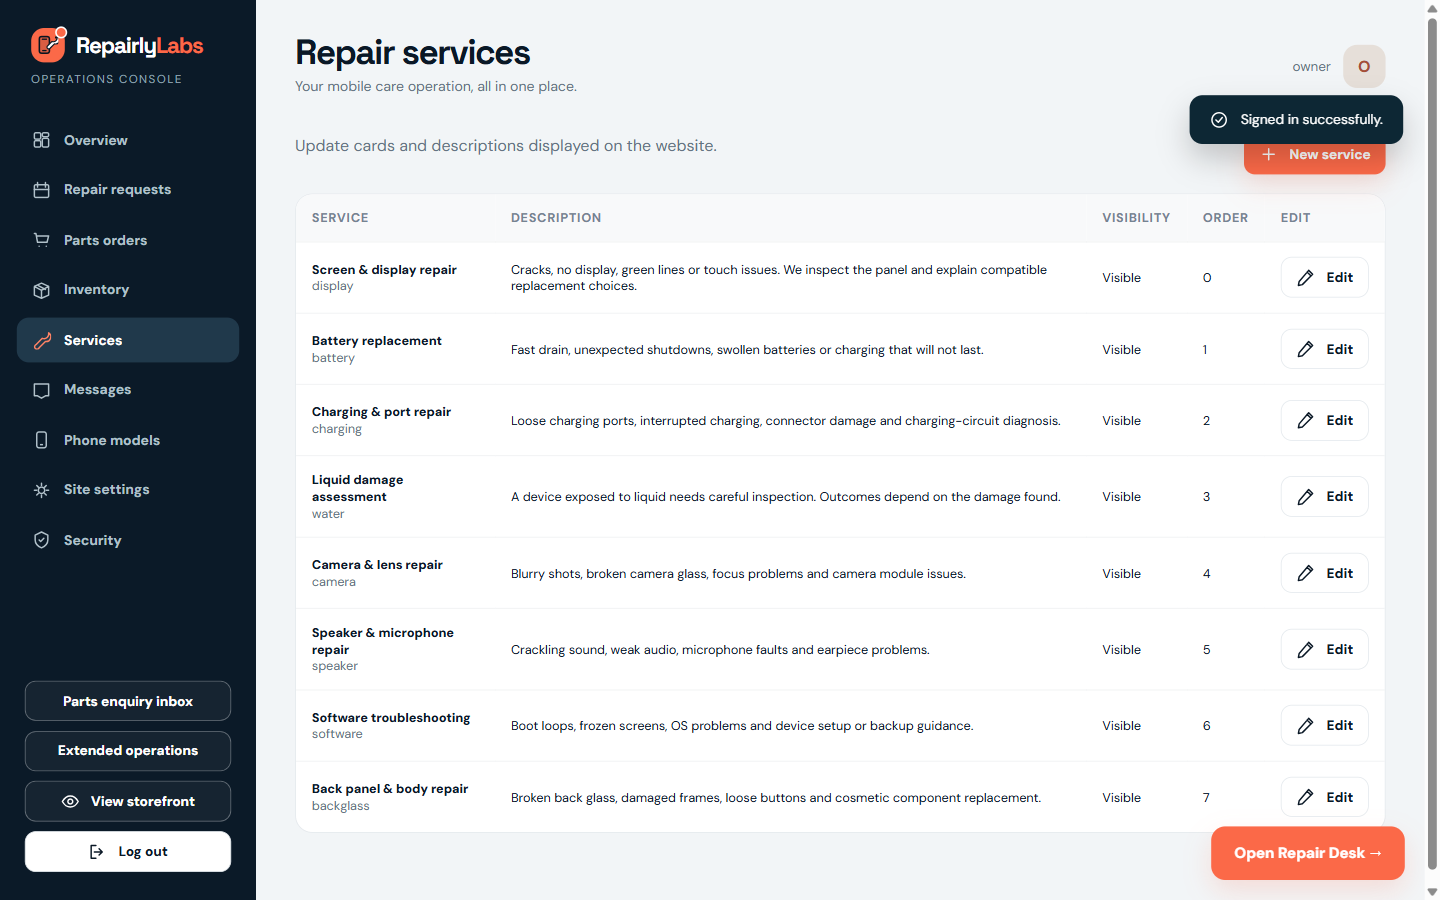 RepairlyLabs
OPERATIONS CONSOLE
Overview
Repair requests
Parts orders
Inventory
Services
Messages
Phone models
Site settings
Security
Parts enquiry inbox
Extended operations
View storefront
Log out
Repair services
Your mobile care operation, all in one place.
owner
O
Signed in successfully.
Update cards and descriptions displayed on the website.
New service
SERVICE DESCRIPTION VISIBILITY ORDER EDIT
Screen & display repair
display
Cracks, no display, green lines or touch issues. We inspect the panel and explain compatible
replacement choices.
Visible 0 Edit
Battery replacement
battery
Fast drain, unexpected shutdowns, swollen batteries or charging that will not last.
Visible 1 Edit
Charging & port repair
charging
Loose charging ports, interrupted charging, connector damage and charging-circuit diagnosis.
Visible 2 Edit
Liquid damage
assessment
water
A device exposed to liquid needs careful inspection. Outcomes depend on the damage found.
Visible 3 Edit
Camera & lens repair
camera
Blurry shots, broken camera glass, focus problems and camera module issues.
Visible 4 Edit
Speaker & microphone
repair
speaker
Crackling sound, weak audio, microphone faults and earpiece problems.
Visible 5 Edit
Software troubleshooting
software
Boot loops, frozen screens, OS problems and device setup or backup guidance.
Visible 6 Edit
Back panel & body repair
backglass
Broken back glass, damaged frames, loose buttons and cosmetic component replacement.
Visible 7 Edit
Open Repair Desk →